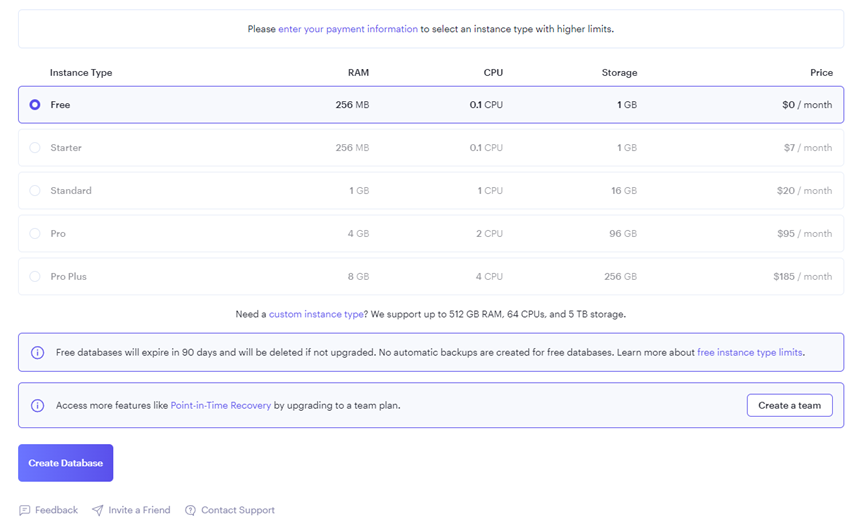 Please enter your payment information to select an instance type with higher limits.
Instance Type RAM CPU Storage Price
Free 256 MB 0.1 CPU 1 GB $0 / month
Starter 256 MB 0.1 CPU 1 GB $7 / month
Standard 1 GB 1 CPU 16 GB $20 / month
Pro 4 GB 2 CPU 96 GB $95 / month
Pro Plus 8 GB 4 CPU 256 GB $185 / month
Need a custom instance type? We support up to 512 GB RAM, 64 CPUs, and 5 TB storage.
Free databases will expire in 90 days and will be deleted if not upgraded. No automatic backups are created for free databases. Learn more about free instance type limits.
Access more features like Point-in-Time Recovery by upgrading to a team plan. Create a team
Create Database
Feedback Invite a Friend Contact Support